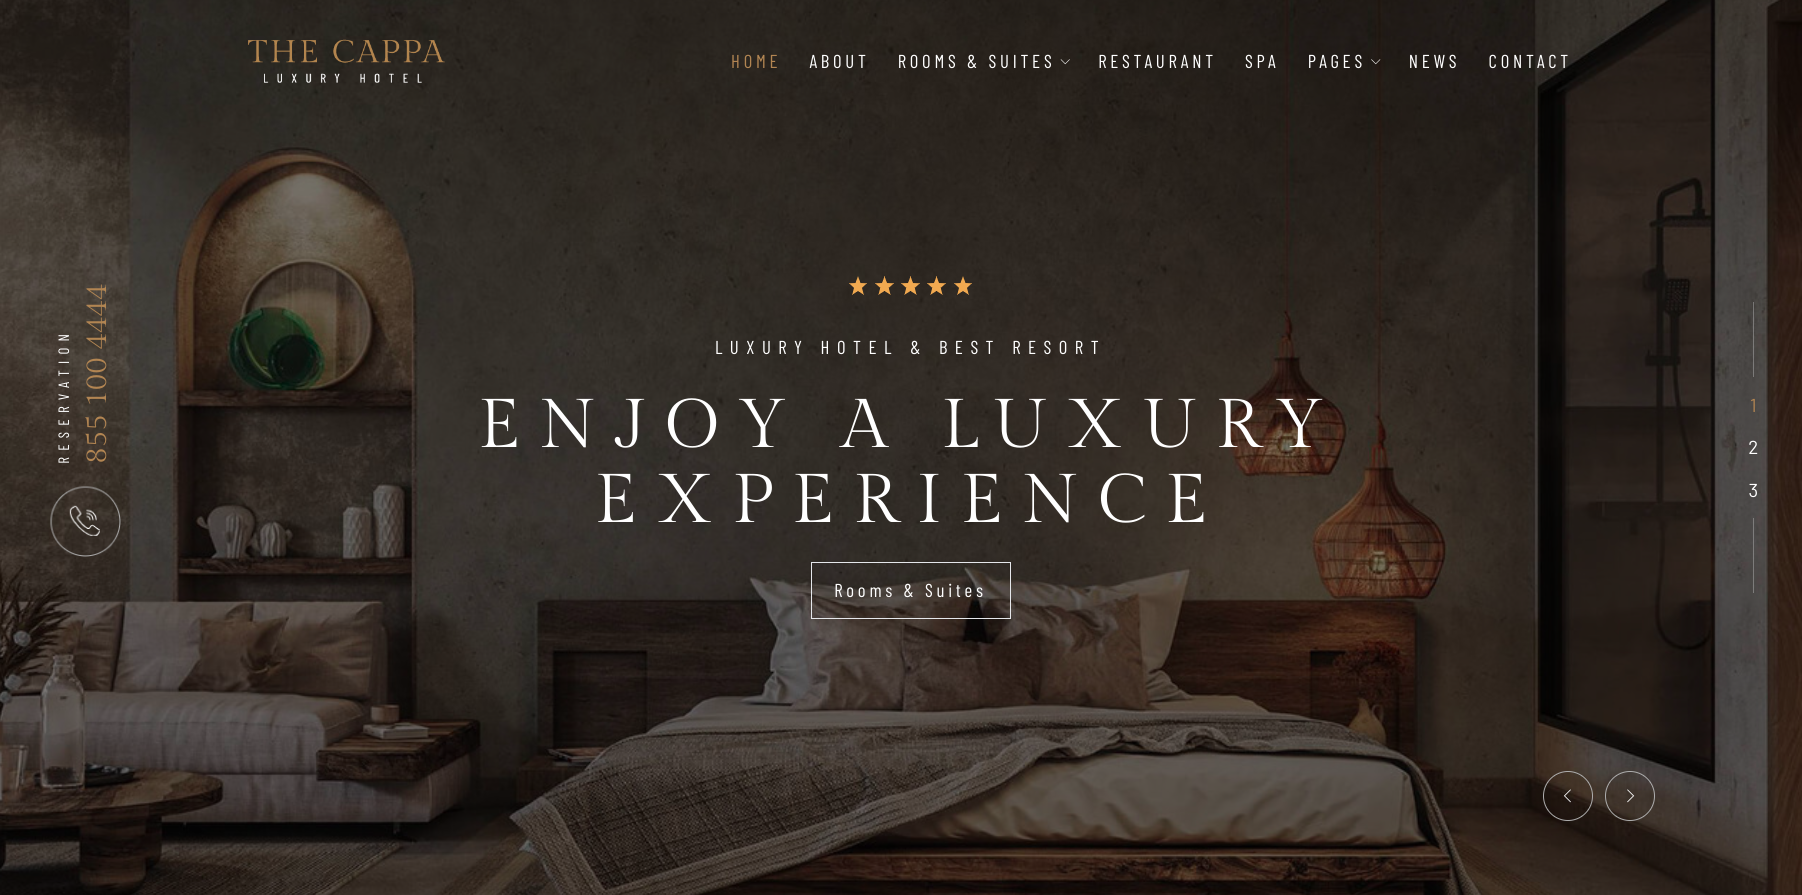 THE CAPPA
LUXURY HOTEL
HOME ABOUT ROOMS & SUITES RESTAURANT SPA PAGES NEWS CONTACT
LUXURY HOTEL & BEST RESORT
ENJOY A LUXURY
EXPERIENCE
Rooms & Suites
RESERVATION
855 100 4444
1
2
3